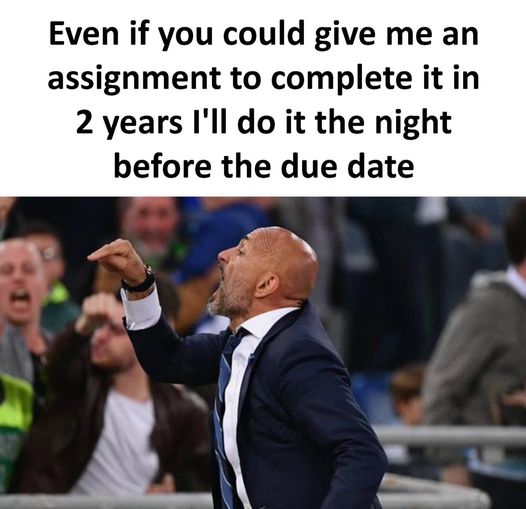 Even if you could give me an
assignment to complete it in
2 years I'll do it the night
before the due date